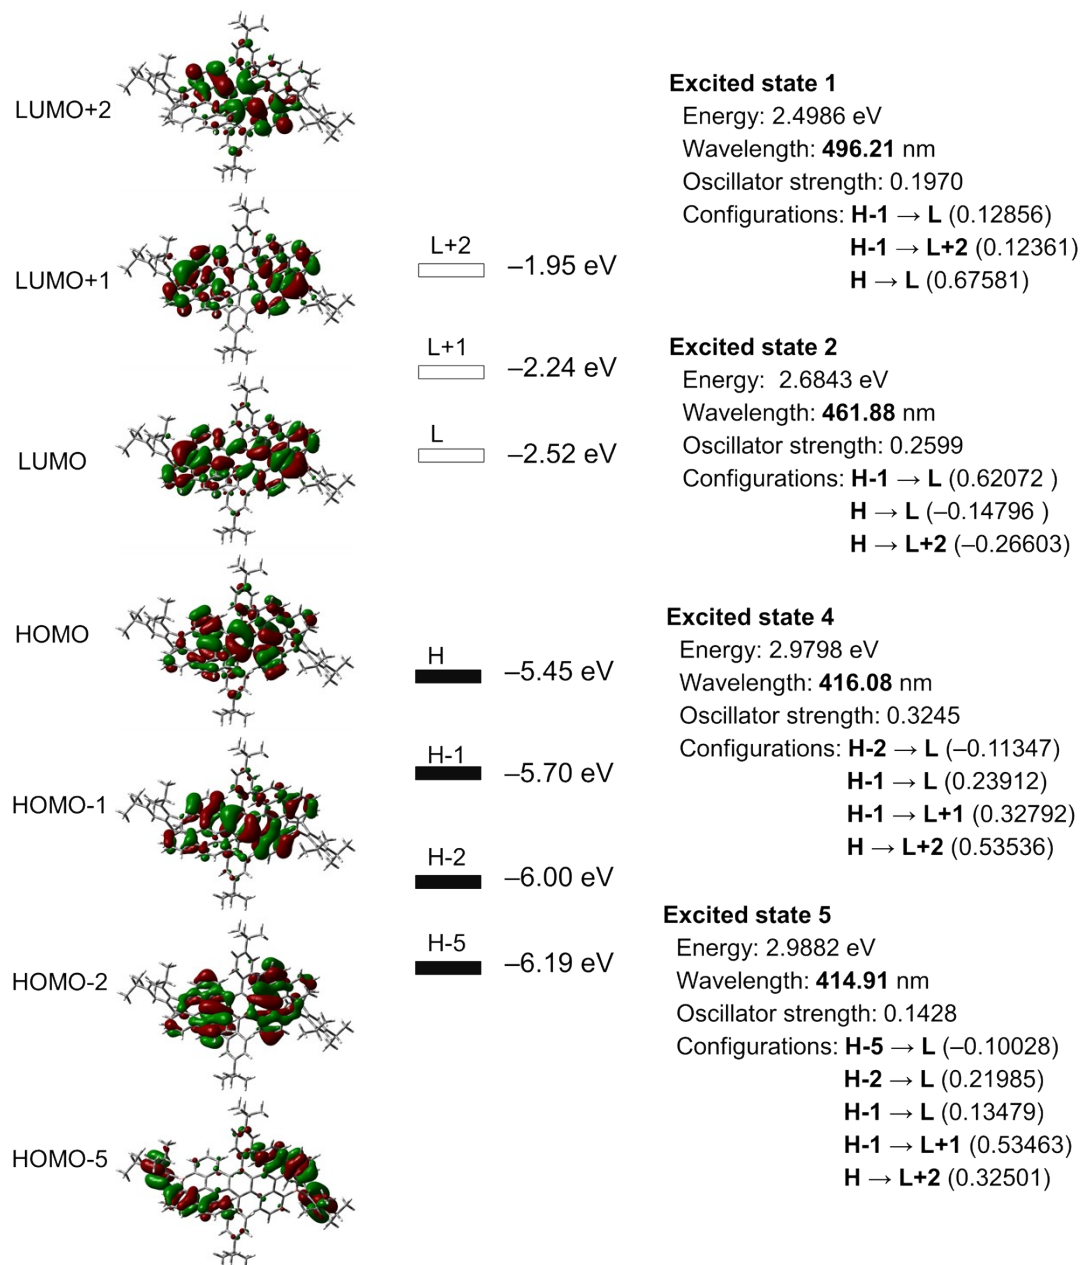 LUMO+2
LUMO+1
LUMO
HOMO
HOMO-1
HOMO-2
HOMO-5
L+2
–1.95 eV
L+1
–2.24 eV
L
–2.52 eV
H
–5.45 eV
H-1
–5.70 eV
H-2
–6.00 eV
H-5
–6.19 eV
Excited state 1
Energy: 2.4986 eV
Wavelength: 496.21 nm
Oscillator strength: 0.1970
Configurations: H-1 → L (0.12856)
H-1 → L+2 (0.12361)
H → L (0.67581)
Excited state 2
Energy: 2.6843 eV
Wavelength: 461.88 nm
Oscillator strength: 0.2599
Configurations: H-1 → L (0.62072 )
H → L (–0.14796 )
H → L+2 (–0.26603)
Excited state 4
Energy: 2.9798 eV
Wavelength: 416.08 nm
Oscillator strength: 0.3245
Configurations: H-2 → L (–0.11347)
H-1 → L (0.23912)
H-1 → L+1 (0.32792)
H → L+2 (0.53536)
Excited state 5
Energy: 2.9882 eV
Wavelength: 414.91 nm
Oscillator strength: 0.1428
Configurations: H-5 → L (–0.10028)
H-2 → L (0.21985)
H-1 → L (0.13479)
H-1 → L+1 (0.53463)
H → L+2 (0.32501)